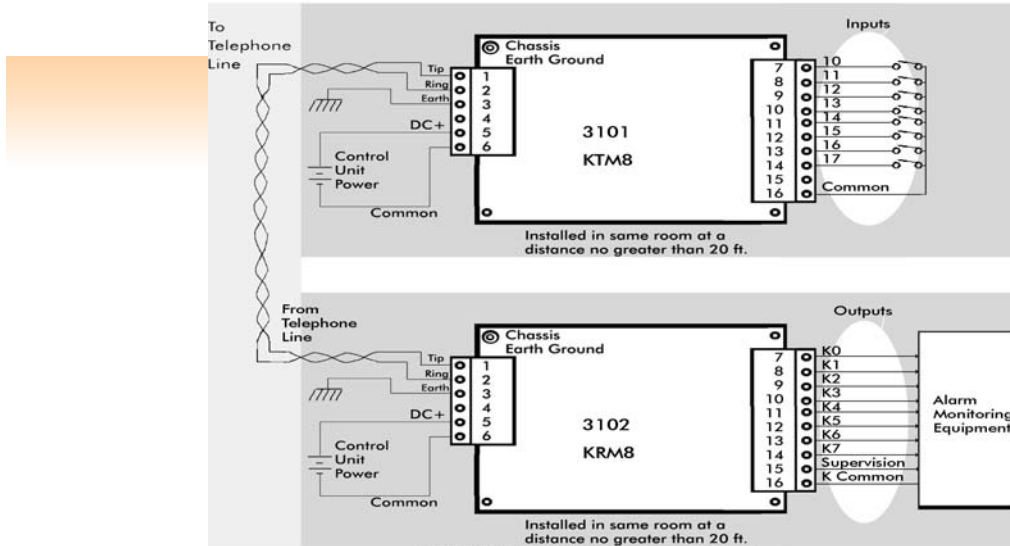 To
Telephone
Line
Inputs
Chassis
Earth Ground
Tip
Ring
Earth
DC+
Control
Unit
Power
Common
1
2
3
4
5
6
3101
KTM8
7
8
9
10
11
12
13
14
15
16
10
11
12
13
14
15
16
17
Common
Installed in same room at a
distance no greater than 20 ft.
From
Telephone
Line
Outputs
Chassis
Earth Ground
Tip
Ring
Earth
DC+
Control
Unit
Power
Common
1
2
3
4
5
6
3102
KRM8
7
8
9
10
11
12
13
14
15
16
K0
K1
K2
K3
K4
K5
K6
K7
Supervision
K Common
Alarm
Monitoring
Equipment
Installed in same room at a
distance no greater than 20 ft.